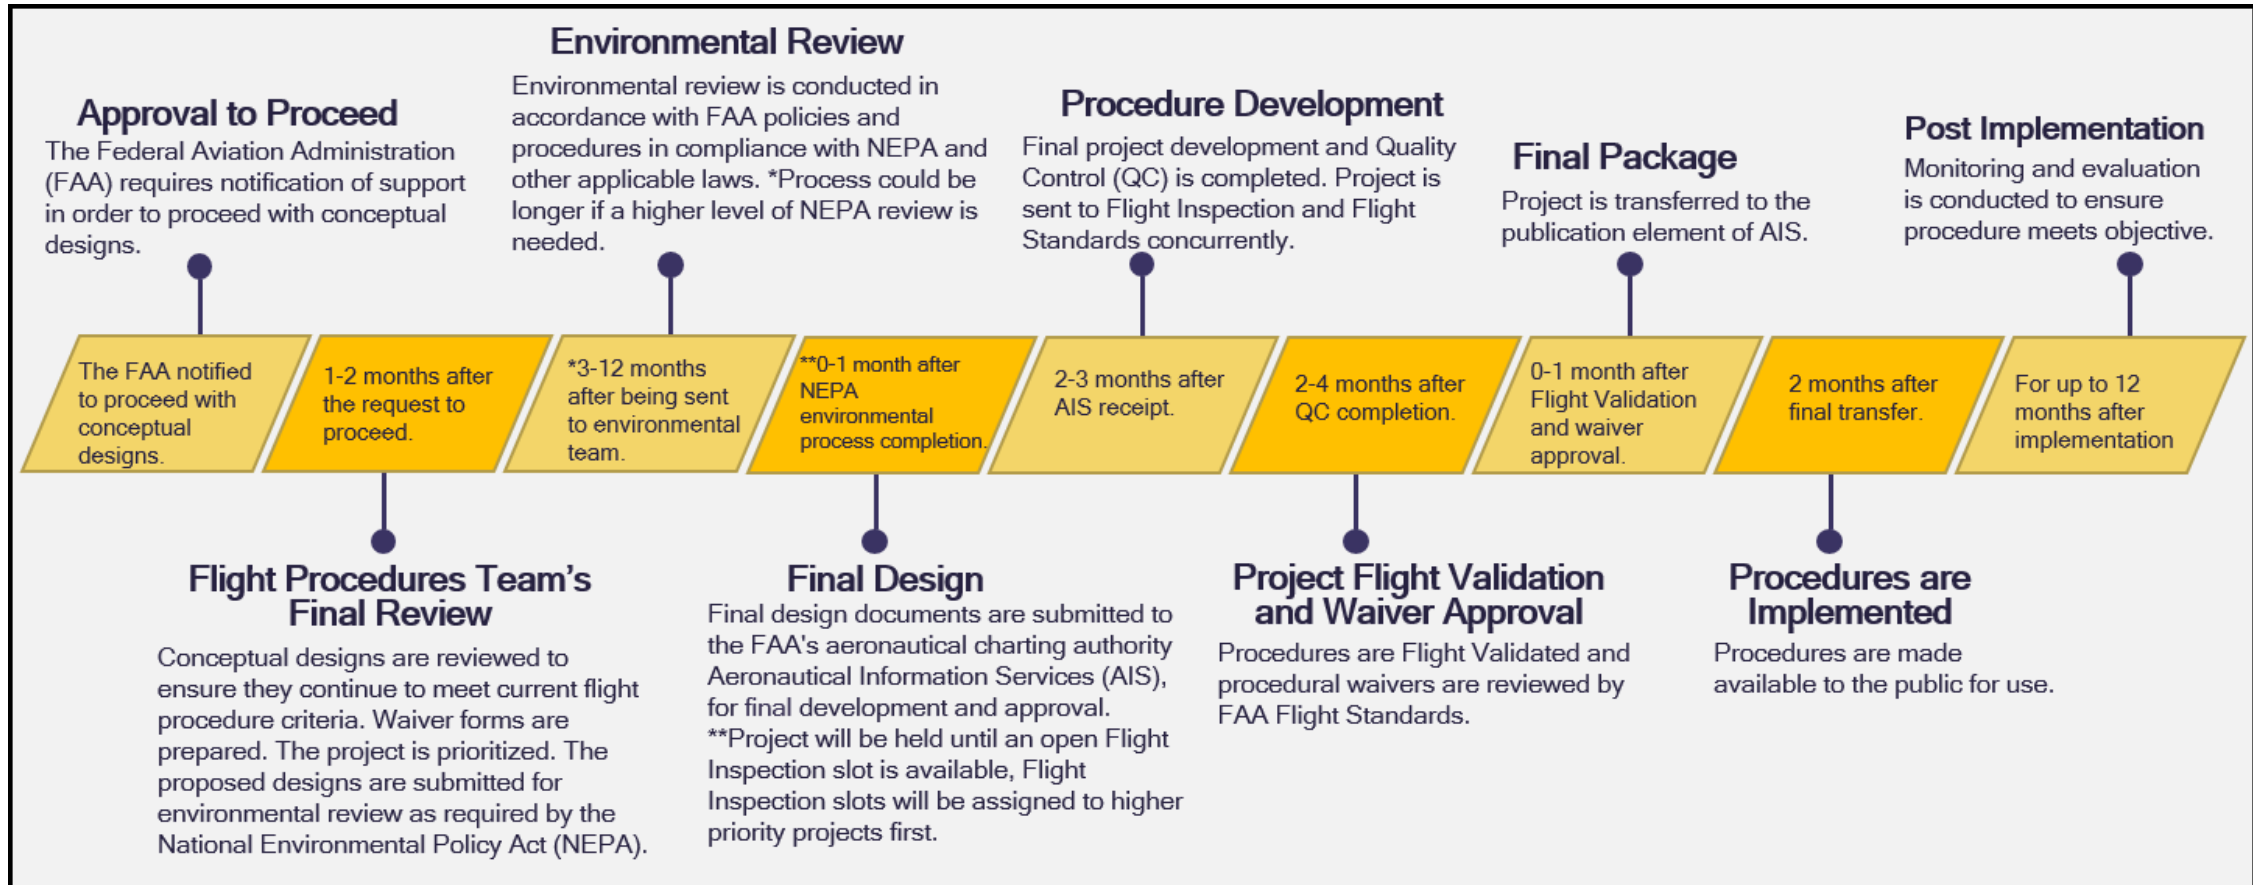 Approval to Proceed
The Federal Aviation Administration
(FAA) requires notification of support
in order to proceed with conceptual
designs.
The FAA notified
to proceed with
conceptual
designs.
1-2 months after
the request to
proceed.
Flight Procedures Team's
Final Review
Conceptual designs are reviewed to
ensure they continue to meet current flight
procedure criteria. Waiver forms are
prepared. The project is prioritized. The
proposed designs are submitted for
environmental review as required by the
National Environmental Policy Act (NEPA).
Environmental Review
Environmental review is conducted in
accordance with FAA policies and
procedures in compliance with NEPA and
other applicable laws. *Process could be
longer if a higher level of NEPA review is
needed.
*3-12 months
after being sent
to environmental
team.
**0-1 month after
NEPA
environmental
process completion.
Final Design
Final design documents are submitted to
the FAA's aeronautical charting authority
Aeronautical Information Services (AIS),
for final development and approval.
**Project will be held until an open Flight
Inspection slot is available, Flight
Inspection slots will be assigned to higher
priority projects first.
Procedure Development
Final project development and Quality
Control (QC) is completed. Project is
sent to Flight Inspection and Flight
Standards concurrently.
2-3 months after
AIS receipt.
2-4 months after
QC completion.
Project Flight Validation
and Waiver Approval
Procedures are Flight Validated and
procedural waivers are reviewed by
FAA Flight Standards.
Final Package
Project is transferred to the
publication element of AIS.
0-1 month after
Flight Validation
and waiver
approval.
2 months after
final transfer.
Procedures are
Implemented
Procedures are made
available to the public for use.
Post Implementation
Monitoring and evaluation
is conducted to ensure
procedure meets objective.
For up to 12
months after
implementation